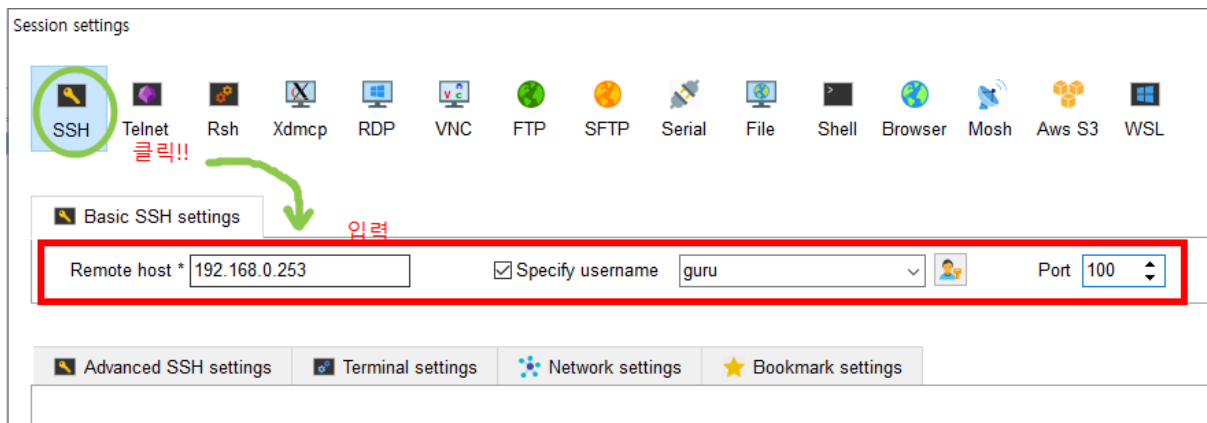 Session settings
SSH Telnet Rsh Xdmcp RDP VNC FTP SFTP Serial File Shell Browser Mosh Aws S3 WSL
클릭!!
Basic SSH settings
입력
Remote host * 192.168.0.253 Specify username guru Port 100
Advanced SSH settings Terminal settings Network settings Bookmark settings